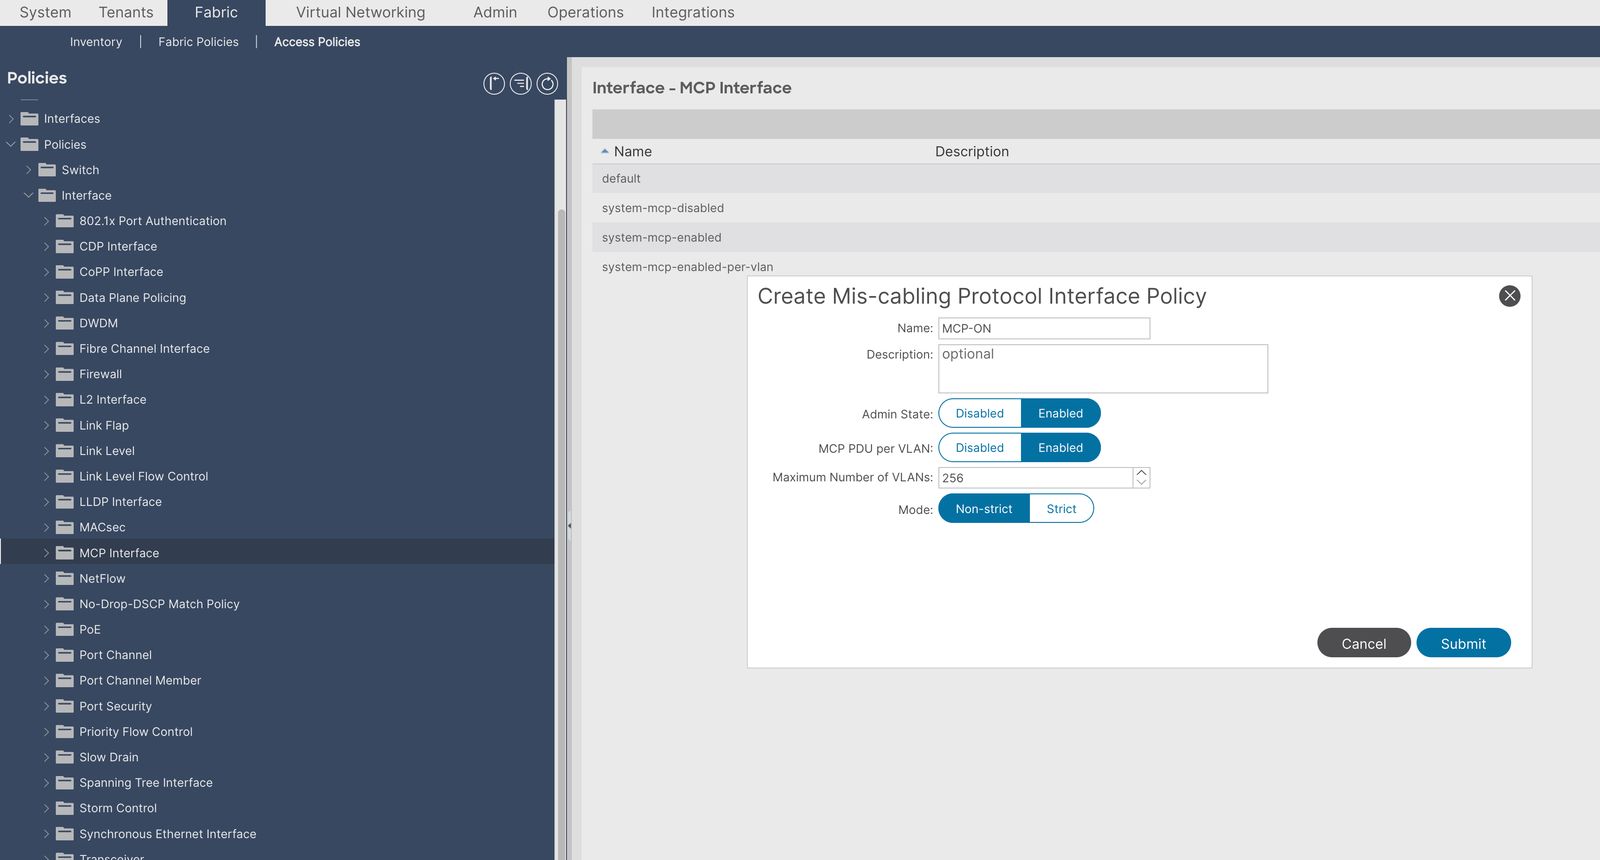 System Tenants Fabric Virtual Networking Admin Operations Integrations
Inventory | Fabric Policies | Access Policies
Policies
Interfaces
Policies
Switch
Interface
802.1x Port Authentication
CDP Interface
CoPP Interface
Data Plane Policing
DWDM
Fibre Channel Interface
Firewall
L2 Interface
Link Flap
Link Level
Link Level Flow Control
LLDP Interface
MACsec
MCP Interface
NetFlow
No-Drop-DSCP Match Policy
PoE
Port Channel
Port Channel Member
Port Security
Priority Flow Control
Slow Drain
Spanning Tree Interface
Storm Control
Synchronous Ethernet Interface
Transceiver
Interface - MCP Interface
Name Description
default
system-mcp-disabled
system-mcp-enabled
system-mcp-enabled-per-vlan
Create Mis-cabling Protocol Interface Policy
Name: MCP-ON
Description: optional
Admin State: Disabled Enabled
MCP PDU per VLAN: Disabled Enabled
Maximum Number of VLANs: 256
Mode: Non-strict Strict
Cancel Submit